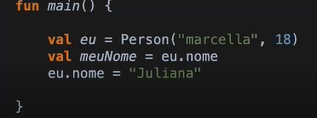 fun main() {
val eu = Person("marcella", 18)
val meuNome = eu.nome
eu.nome = "Juliana"
}